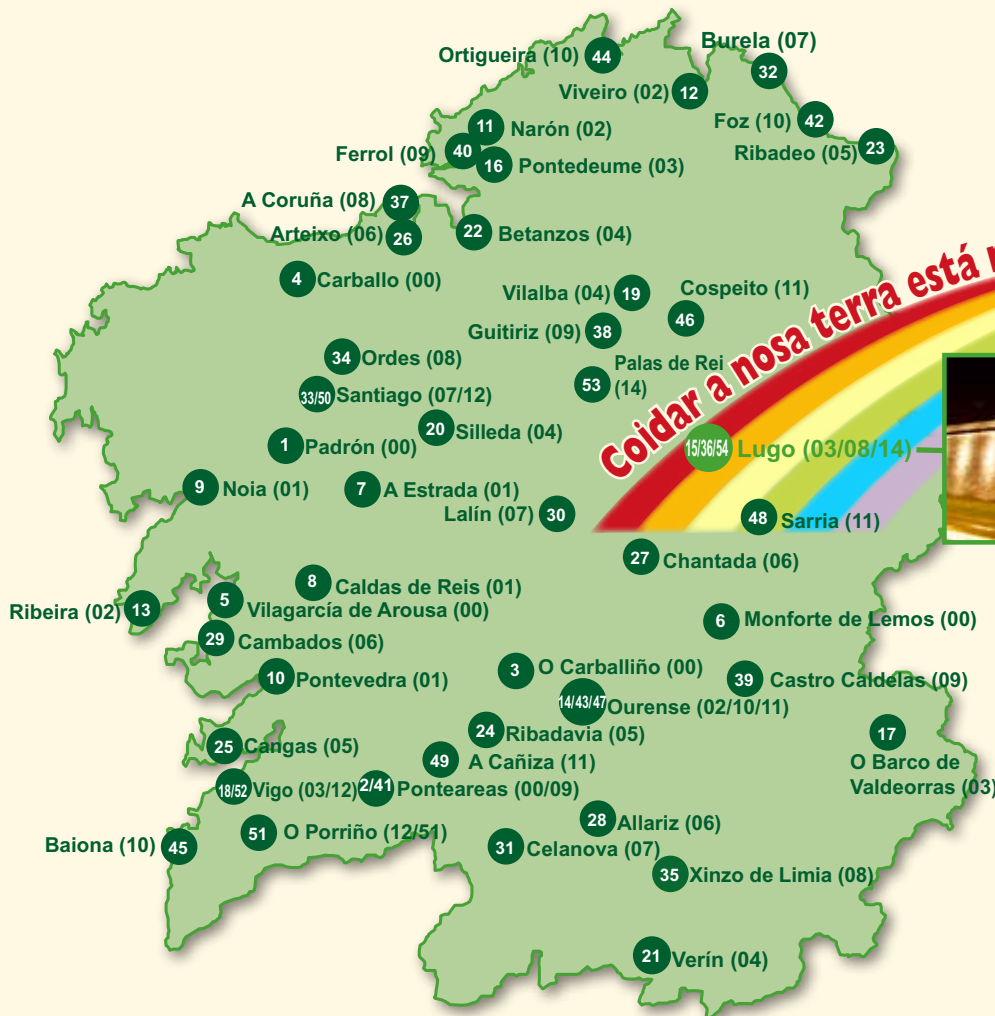 Ortigueira (10) 44
Burela (07)
32
Viveiro (02) 12
11 Narón (02)
Foz (10) 42
Ferrol (09) 40
16 Pontedeume (03)
Ribadeo (05) 23
A Coruña (08) 37
Arteixo (06) 26
22 Betanzos (04)
4 Carballo (00)
Vilalba (04) 19
Cospeito (11)
46
Guitiriz (09) 38
34 Ordes (08)
53 Palas de Rei
(14)
33/50 Santiago (07/12)
20 Silleda (04)
1 Padrón (00)
Coidar a nosa terra está
15/36/54 Lugo (03/08/14)
9 Noia (01)
7 A Estrada (01)
Lalín (07) 30
48 Sarria (11)
27 Chantada (06)
8 Caldas de Reis (01)
Ribeira (02) 13
5 Vilagarcía de Arousa (00)
6 Monforte de Lemos (00)
29 Cambados (06)
3 O Carballiño (00)
10 Pontevedra (01)
39 Castro Caldelas (09)
14/43/47 Ourense (02/10/11)
24 Ribadavia (05)
17
O Barco de
Valdeorras (03)
25 Cangas (05)
49 A Cañiza (11)
18/52 Vigo (03/12)
2/41 Ponteareas (00/09)
28 Allariz (06)
Baiona (10) 45
51 O Porriño (12/51)
31 Celanova (07)
35 Xinzo de Limia (08)
21 Verín (04)